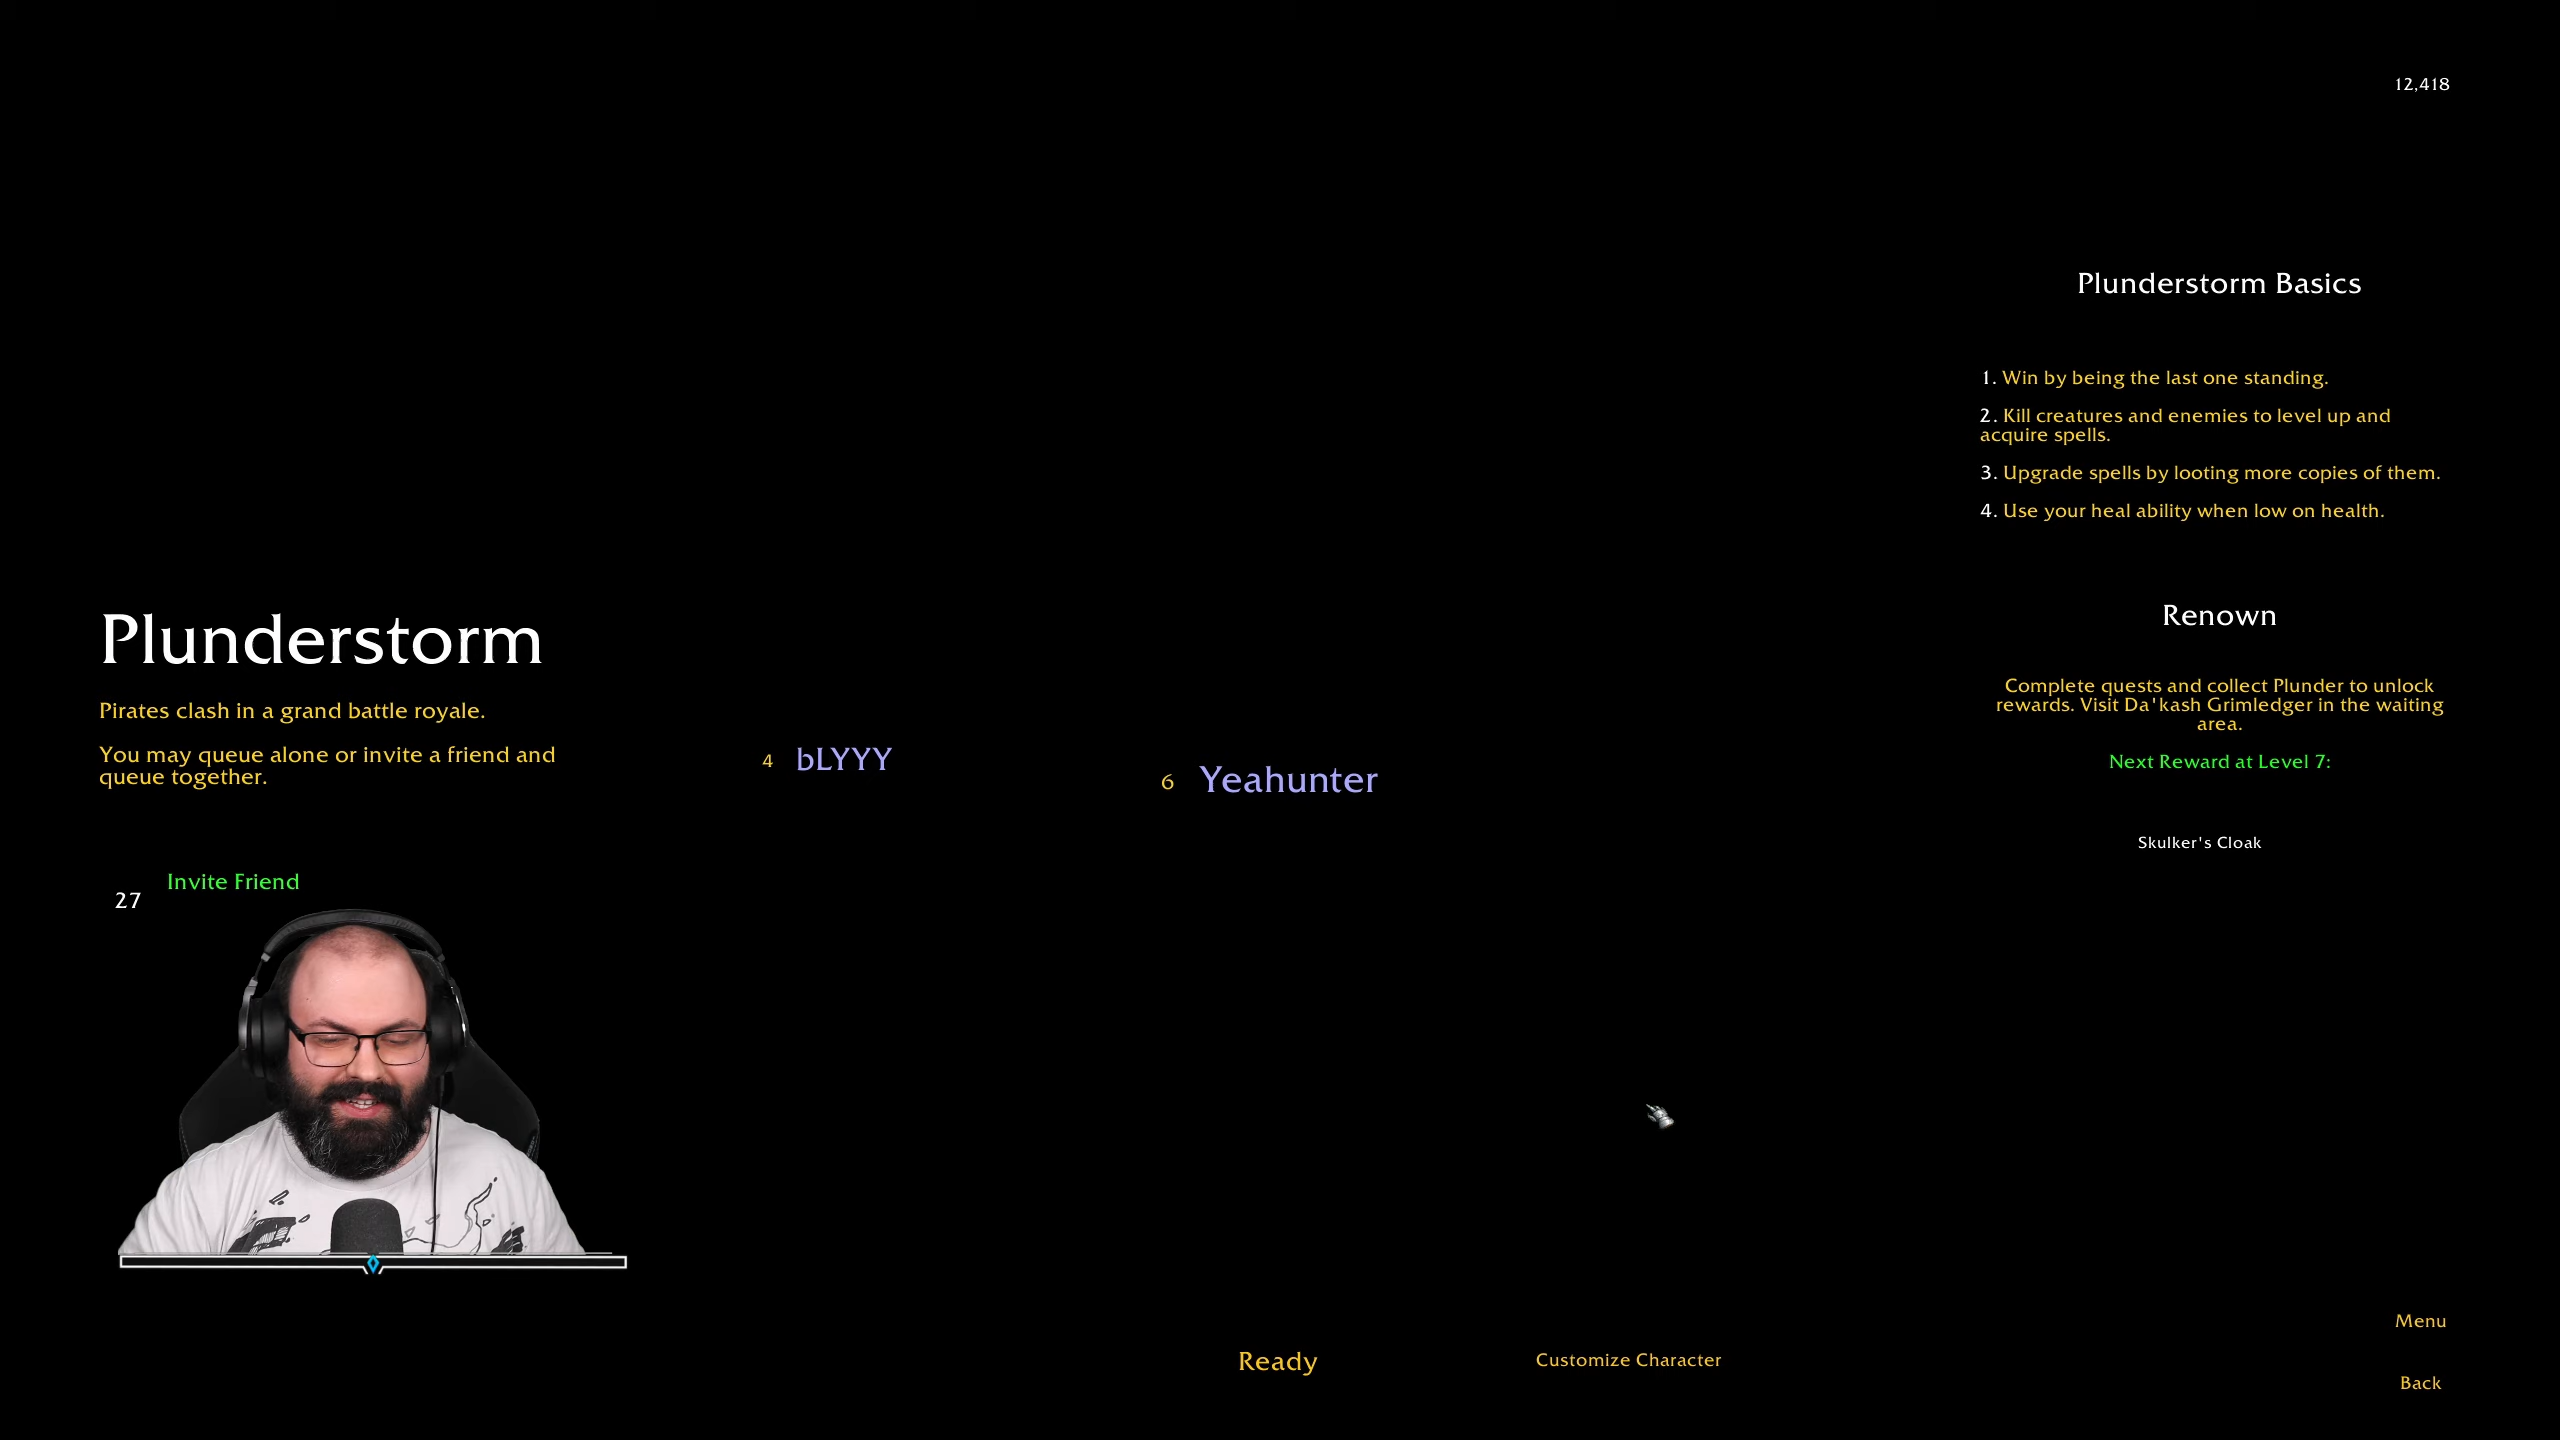 12,418
Plunderstorm Basics
1. Win by being the last one standing.
2. Kill creatures and enemies to level up and
acquire spells.
3. Upgrade spells by looting more copies of them.
4. Use your heal ability when low on health.
Plunderstorm
Pirates clash in a grand battle royale.
You may queue alone or invite a friend and
queue together.
Invite Friend
27
4 bLYYY
6 Yeahunter
Renown
Complete quests and collect Plunder to unlock
rewards. Visit Da'kash Grimledger in the waiting
area.
Next Reward at Level 7:
Skulker's Cloak
Ready
Customize Character
Menu
Back